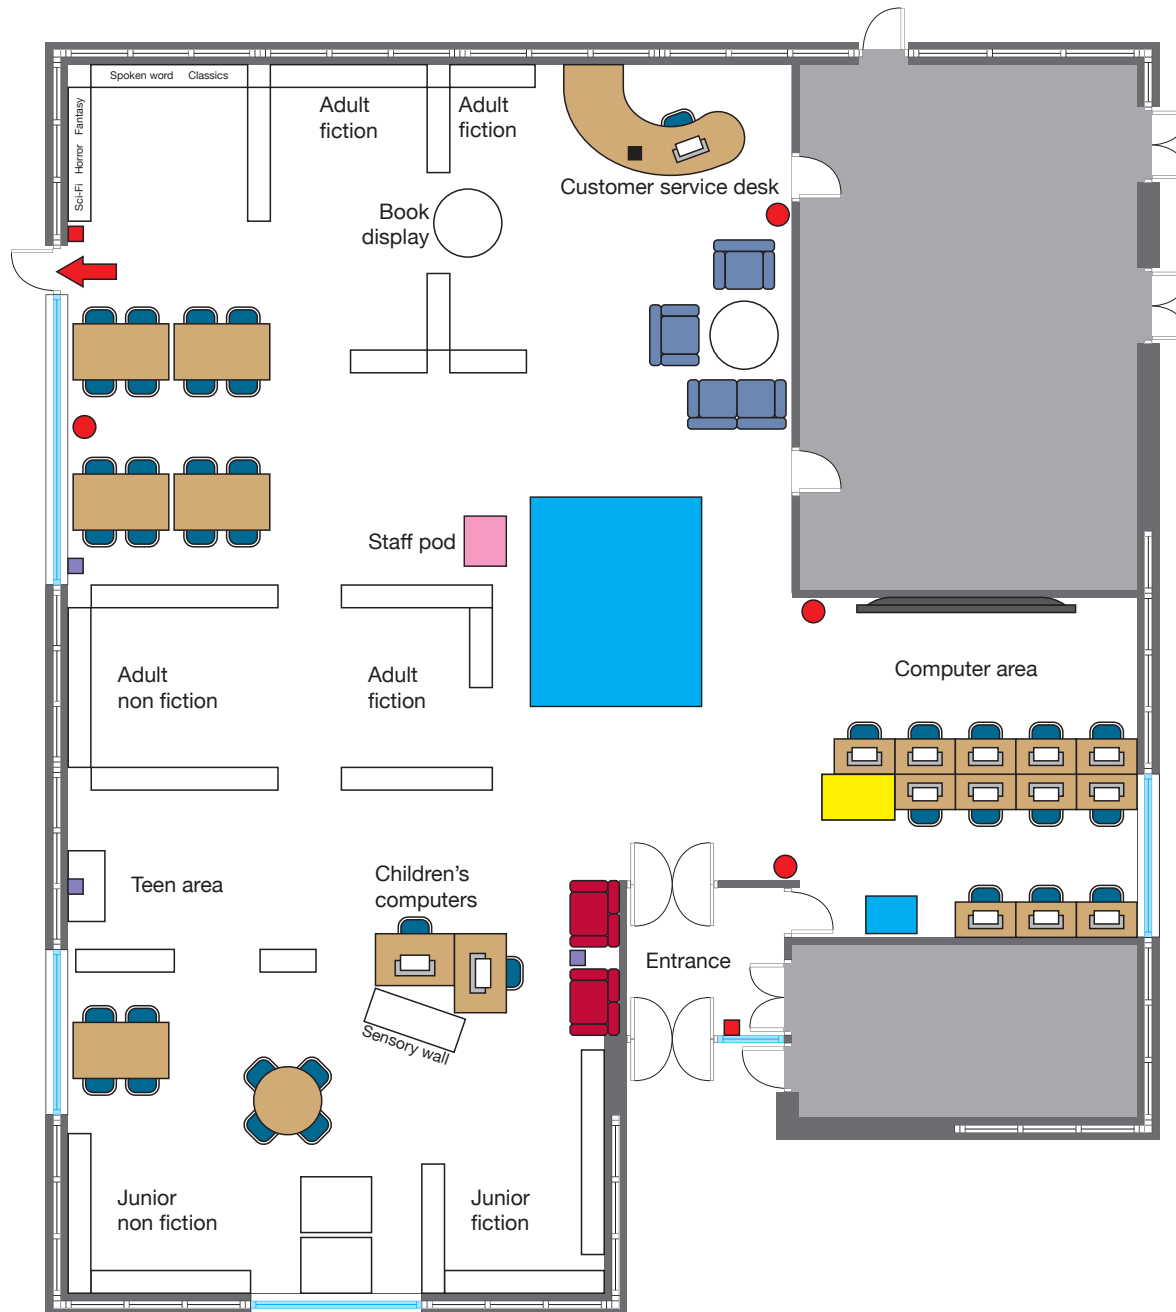 Spoken word Classics
Sci-Fi Horror Fantasy
Adult
fiction
Adult
fiction
Customer service desk
Book
display
Staff pod
Adult
non fiction
Adult
fiction
Computer area
Teen area
Children's
computers
Sensory wall
Entrance
Junior
non fiction
Junior
fiction